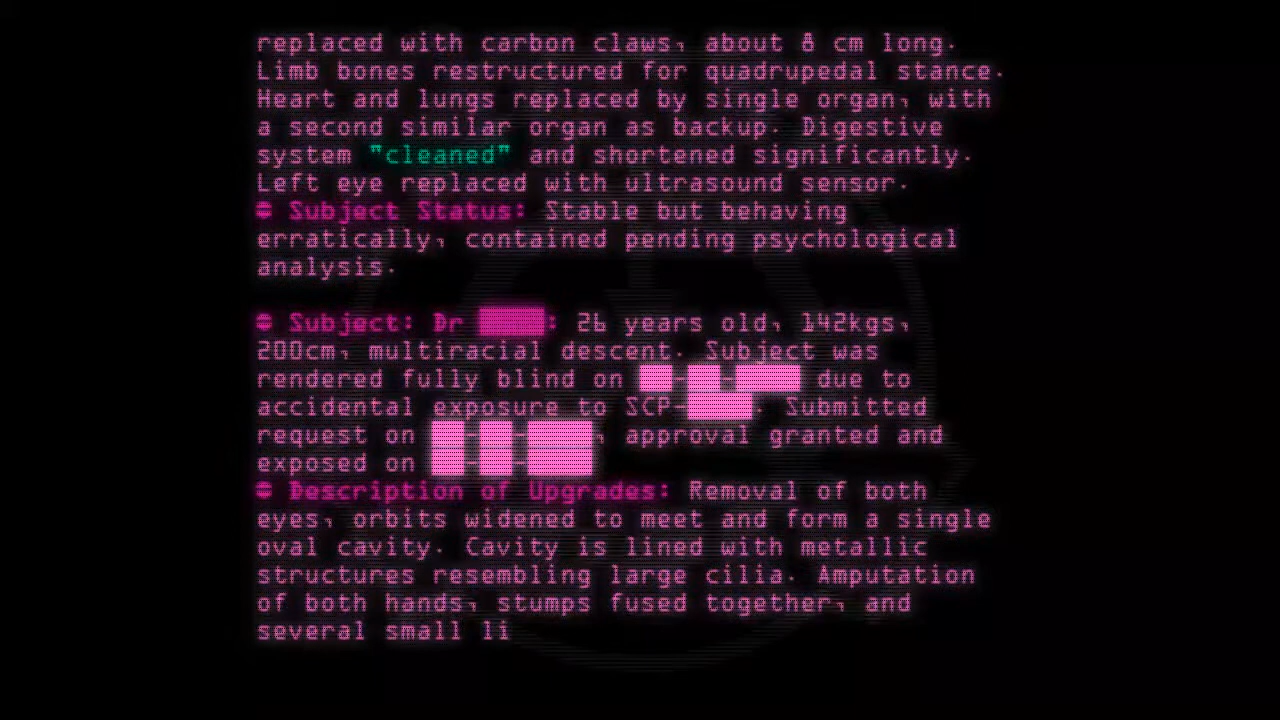 replaced with carbon claws, about 8 cm long.
Limb bones restructured for quadrupedal stance.
Heart and lungs replaced by single organ, with
a second similar organ as backup. Digestive
system "cleaned" and shortened significantly.
Left eye replaced with ultrasound sensor.
= Subject Status: Stable but behaving
erratically, contained pending psychological
analysis.
= Subject: Dr ████: 26 years old, 142kgs,
200cm, multiracial descent. Subject was
rendered fully blind on ██-██-████ due to
accidental exposure to SCP-████. Submitted
request on ██-██-████, approval granted and
exposed on ██-██-████
= Description of Upgrades: Removal of both
eyes, orbits widened to meet and form a single
oval cavity. Cavity is lined with metallic
structures resembling large cilia. Amputation
of both hands, stumps fused together, and
several small li